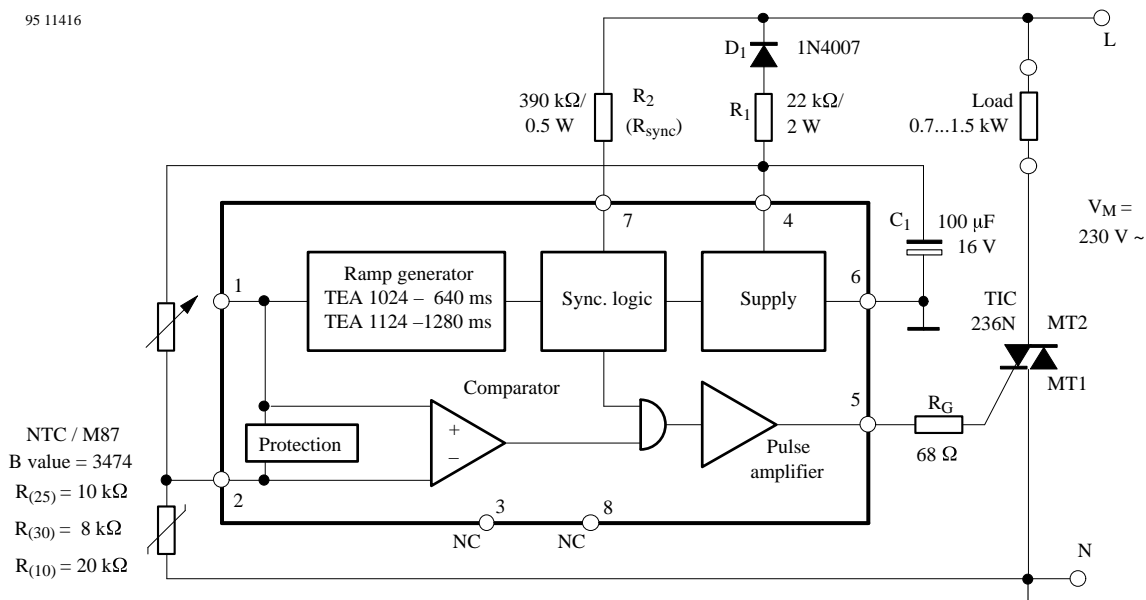 95 11416
L
D1
1N4007
390 kΩ/
0.5 W
R2
(Rsync)
R1
22 kΩ/
2 W
Load
0.7...1.5 kW
7
4
C1
100 μF
16 V
VM =
230 V ~
1
Ramp generator
TEA 1024 – 640 ms
TEA 1124 –1280 ms
Sync. logic
Supply
6
TIC
236N
MT2
MT1
Comparator
+
–
Protection
Pulse
amplifier
5
RG
68 Ω
NTC / M87
B value = 3474
R(25) = 10 kΩ
R(30) = 8 kΩ
R(10) = 20 kΩ
2
3
NC
8
NC
N